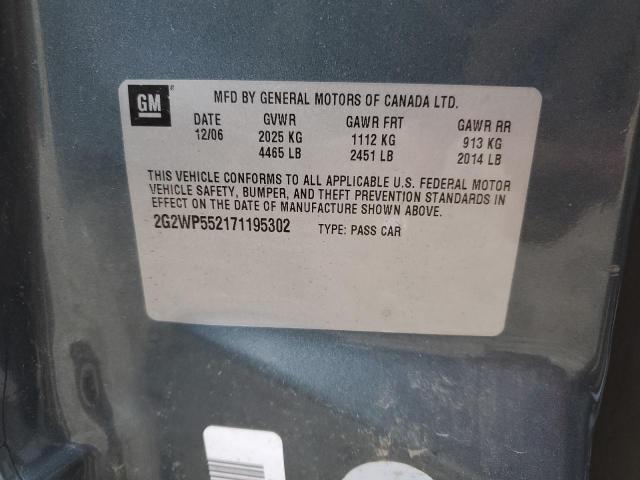 GM
MFD BY GENERAL MOTORS OF CANADA LTD.
DATE GVWR GAWR FRT GAWR RR
12/06 2025 KG 1112 KG 913 KG
4465 LB 2451 LB 2014 LB
THIS VEHICLE CONFORMS TO ALL APPLICABLE U.S. FEDERAL MOTOR
VEHICLE SAFETY, BUMPER, AND THEFT PREVENTION STANDARDS IN
EFFECT ON THE DATE OF MANUFACTURE SHOWN ABOVE.
2G2WP552171195302 TYPE: PASS CAR